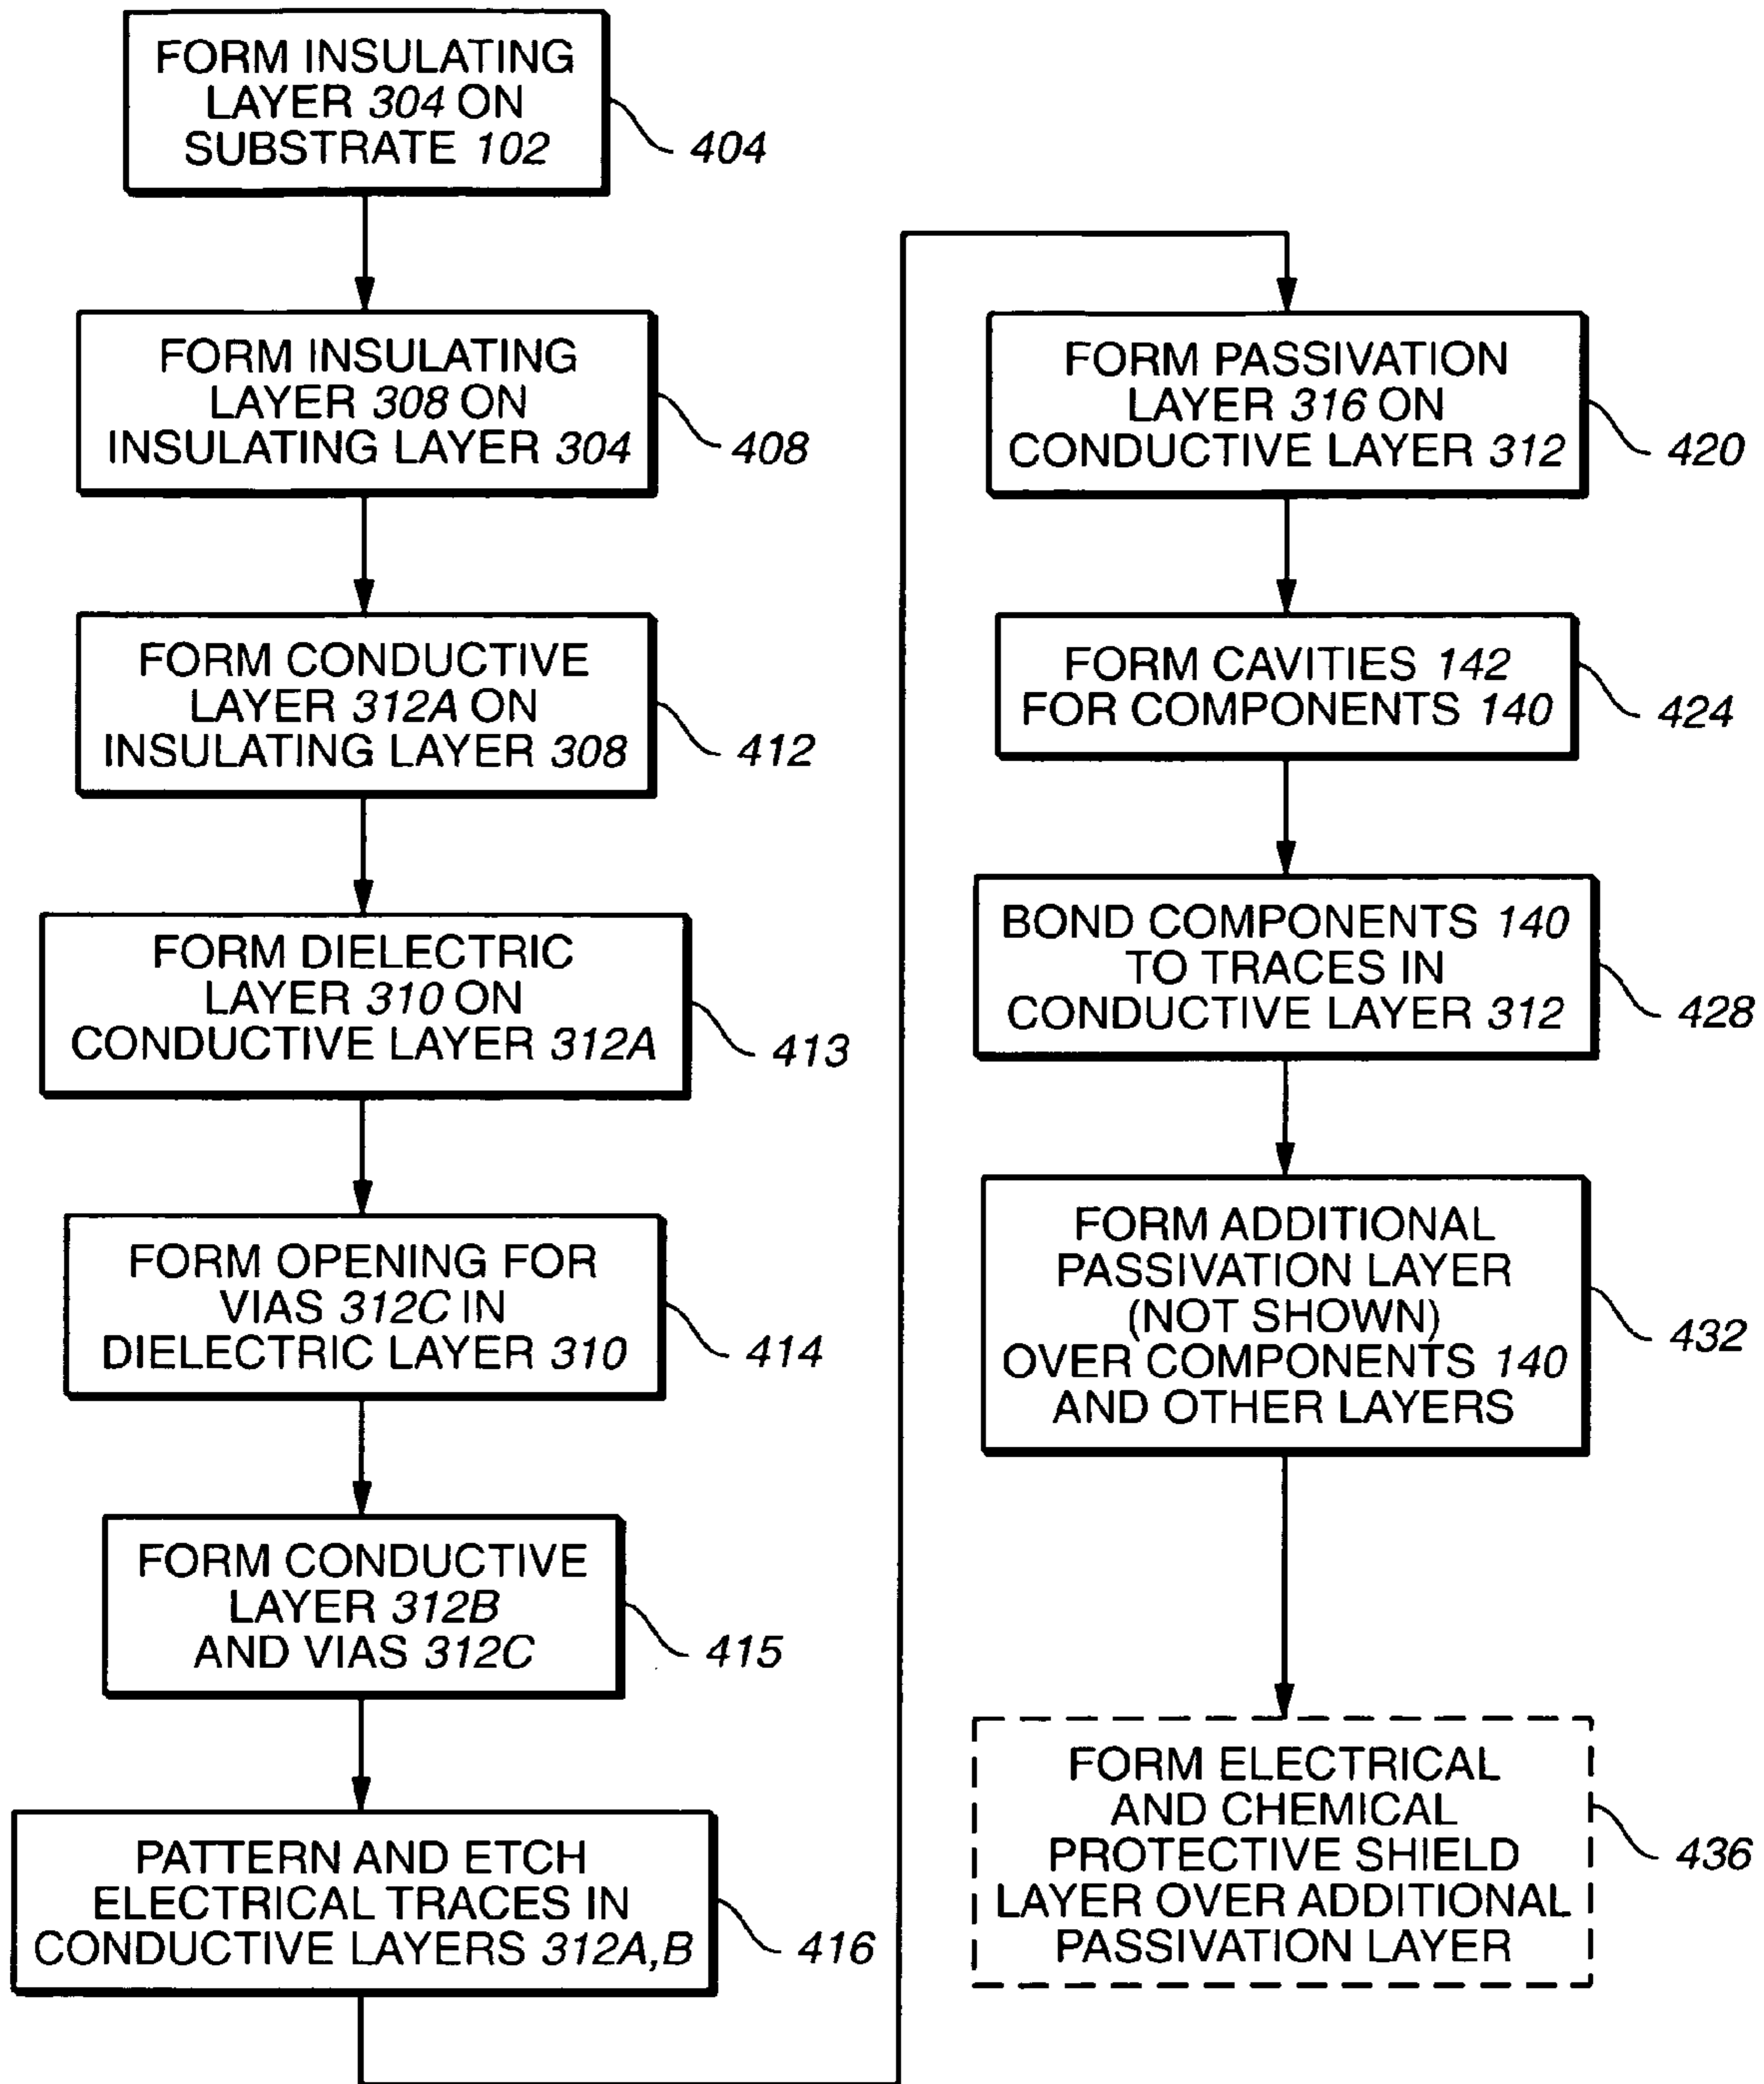 FORM INSULATING
LAYER 304 ON
SUBSTRATE 102
404
FORM INSULATING
LAYER 308 ON
INSULATING LAYER 304
408
FORM CONDUCTIVE
LAYER 312A ON
INSULATING LAYER 308
412
FORM DIELECTRIC
LAYER 310 ON
CONDUCTIVE LAYER 312A
413
FORM OPENING FOR
VIAS 312C IN
DIELECTRIC LAYER 310
414
FORM CONDUCTIVE
LAYER 312B
AND VIAS 312C
415
PATTERN AND ETCH
ELECTRICAL TRACES IN
CONDUCTIVE LAYERS 312A,B
416
FORM PASSIVATION
LAYER 316 ON
CONDUCTIVE LAYER 312
420
FORM CAVITIES 142
FOR COMPONENTS 140
424
BOND COMPONENTS 140
TO TRACES IN
CONDUCTIVE LAYER 312
428
FORM ADDITIONAL
PASSIVATION LAYER
(NOT SHOWN)
OVER COMPONENTS 140
AND OTHER LAYERS
432
FORM ELECTRICAL
AND CHEMICAL
PROTECTIVE SHIELD
LAYER OVER ADDITIONAL
PASSIVATION LAYER
436